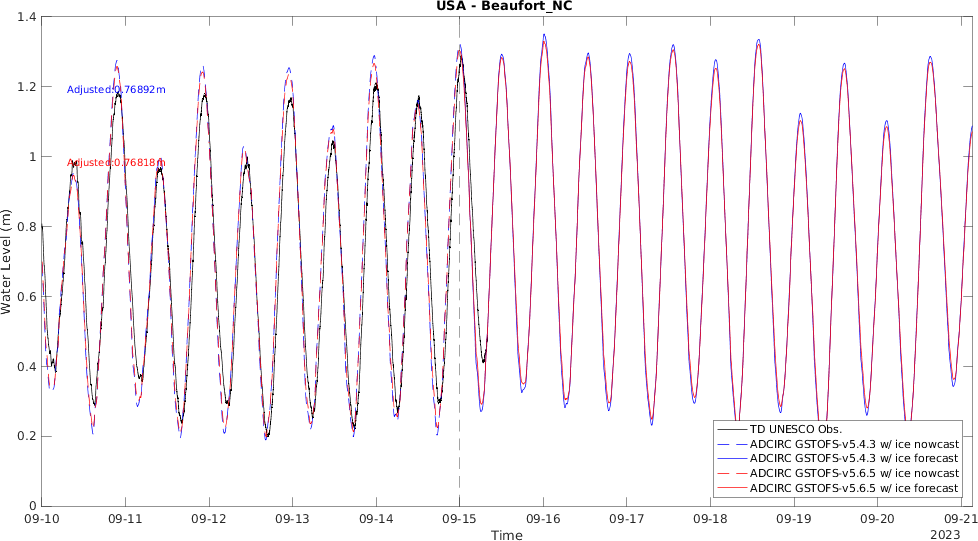 USA - Beaufort_NC
1.4
1.2
1
0.8
0.6
0.4
0.2
0
Water Level (m)
Adjusted:0.76892m
Adjusted:0.76818m
TD UNESCO Obs.
ADCIRC GSTOFS-v5.4.3 w/ ice nowcast
ADCIRC GSTOFS-v5.4.3 w/ ice forecast
ADCIRC GSTOFS-v5.6.5 w/ ice nowcast
ADCIRC GSTOFS-v5.6.5 w/ ice forecast
09-10 09-11 09-12 09-13 09-14 09-15 09-16 09-17 09-18 09-19 09-20 09-21
Time
2023